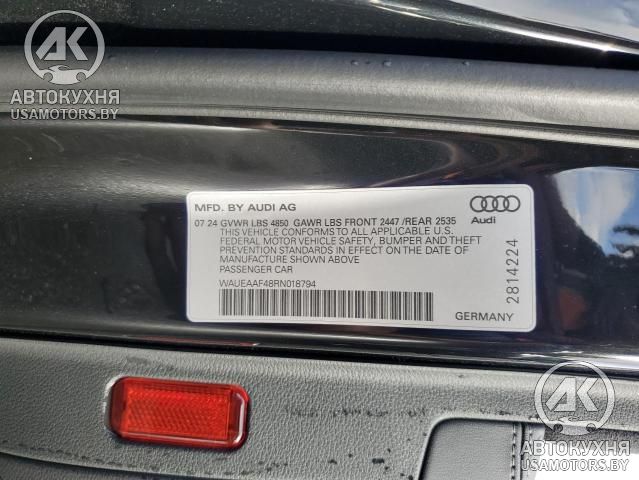 AK
АВТОКУХНЯ
USAMOTORS.BY
MFD. BY AUDI AG
Audi
07 24 GVWR LBS 4850 GAWR LBS FRONT 2447 /REAR 2535
THIS VEHICLE CONFORMS TO ALL APPLICABLE U.S.
FEDERAL MOTOR VEHICLE SAFETY, BUMPER AND THEFT
PREVENTION STANDARDS IN EFFECT ON THE DATE OF
MANUFACTURE SHOWN ABOVE
PASSENGER CAR
WAUEAAF48RN018794
2814224
GERMANY
AK
АВТОКУХНЯ
USAMOTORS.BY